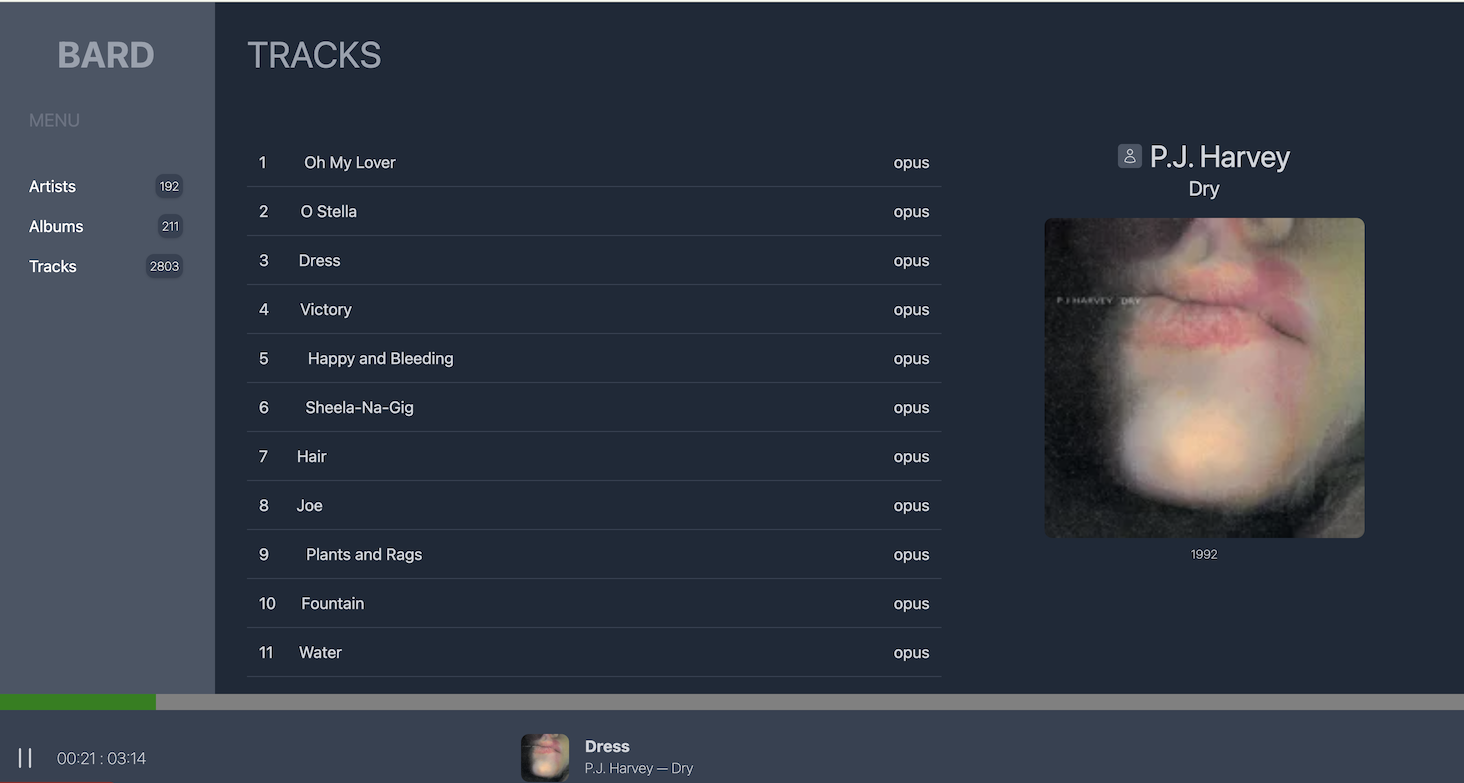 BARD
MENU
Artists 192
Albums 211
Tracks 2803
TRACKS
1 Oh My Lover opus
2 O Stella opus
3 Dress opus
4 Victory opus
5 Happy and Bleeding opus
6 Sheela-Na-Gig opus
7 Hair opus
8 Joe opus
9 Plants and Rags opus
10 Fountain opus
11 Water opus
P.J. Harvey
Dry
P J HARVEY DRY
1992
00:21 : 03:14
Dress
P.J. Harvey — Dry